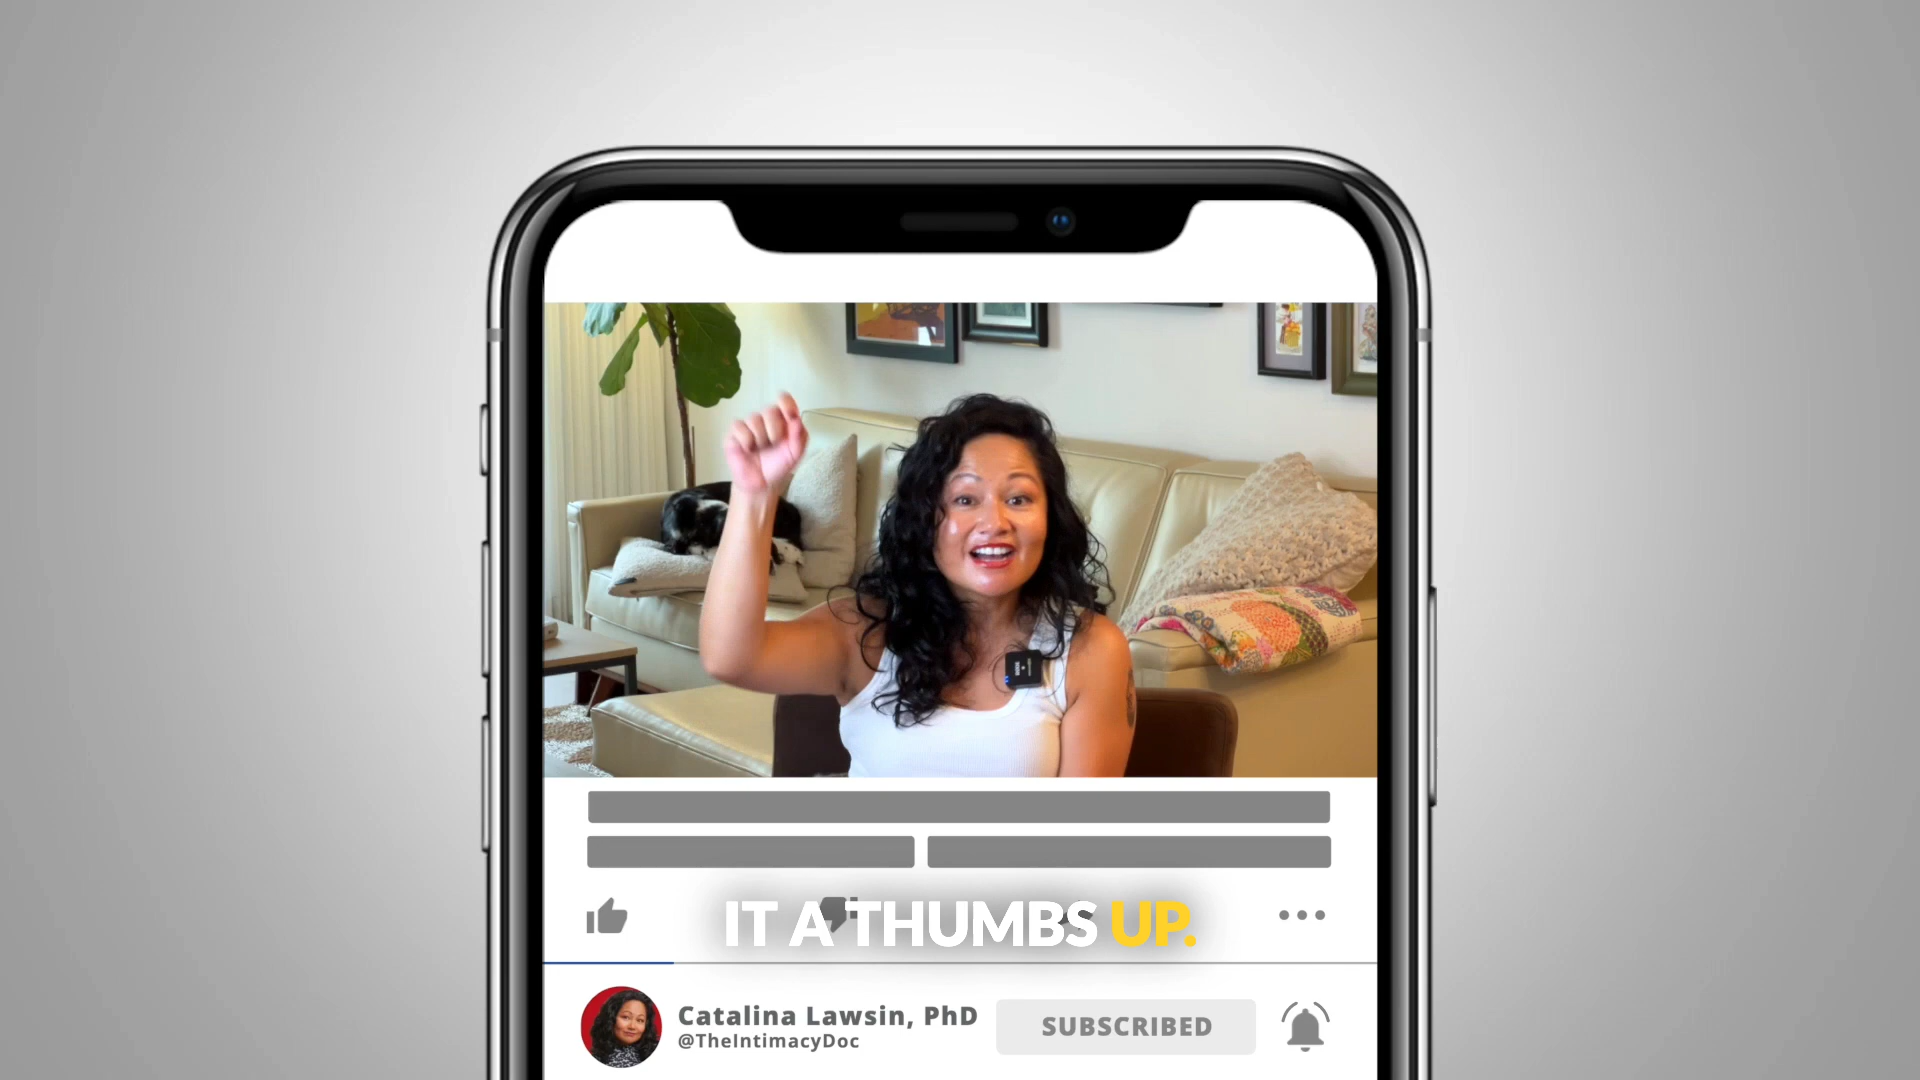 IT A THUMBS UP.
Catalina Lawsin, PhD
SUBSCRIBED
@TheIntimacyDoc